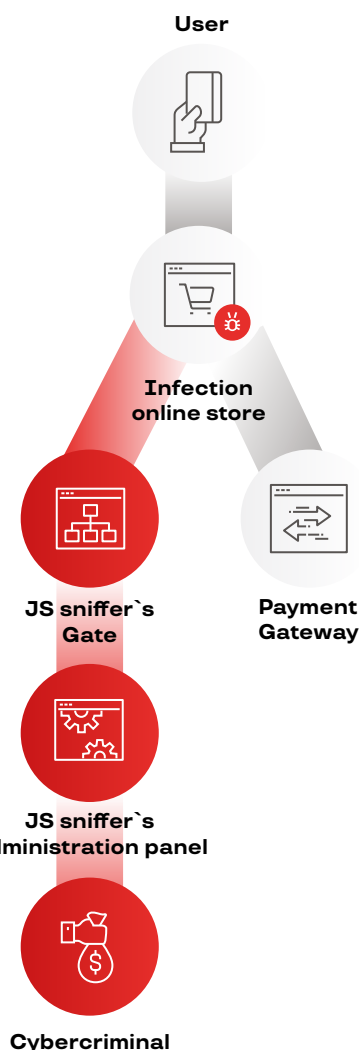 User
Infection
online store
JS sniffer`s
Gate
Payment
Gateway
JS sniffer`s
dministration panel
Cybercriminal
$